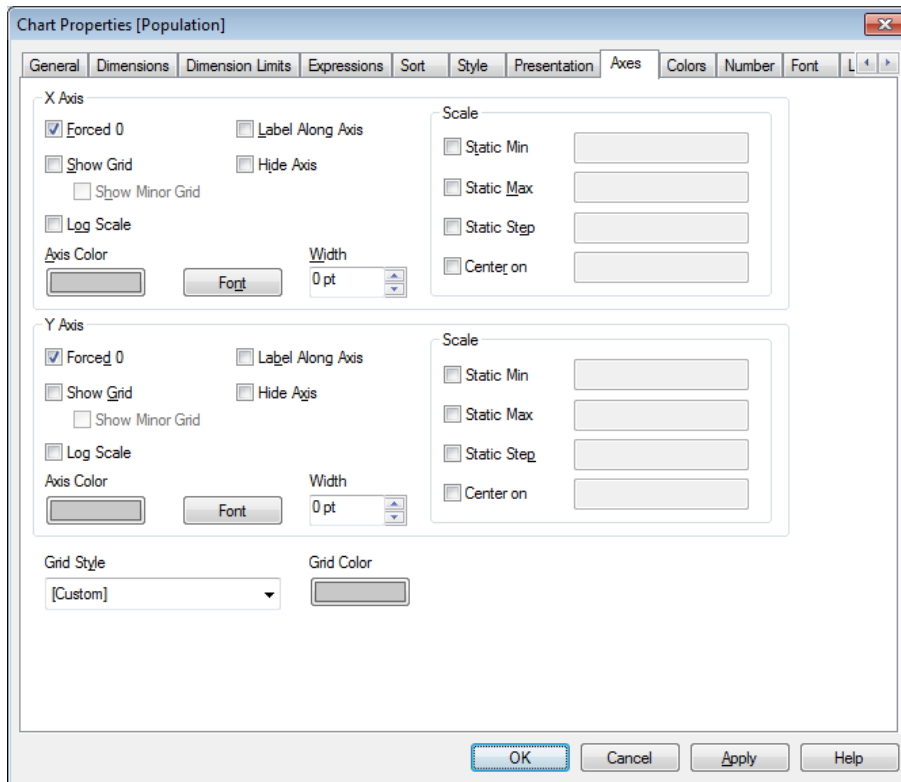 Chart Properties [Population]
General Dimensions Dimension Limits Expressions Sort Style Presentation Axes Colors Number Font L
X Axis
Forced 0
Label Along Axis
Show Grid
Hide Axis
Show Minor Grid
Log Scale
Axis Color
Width
Font
0 pt
Scale
Static Min
Static Max
Static Step
Center on
Y Axis
Forced 0
Label Along Axis
Show Grid
Hide Axis
Show Minor Grid
Log Scale
Axis Color
Width
Font
0 pt
Scale
Static Min
Static Max
Static Step
Center on
Grid Style
Grid Color
[Custom]
OK Cancel Apply Help